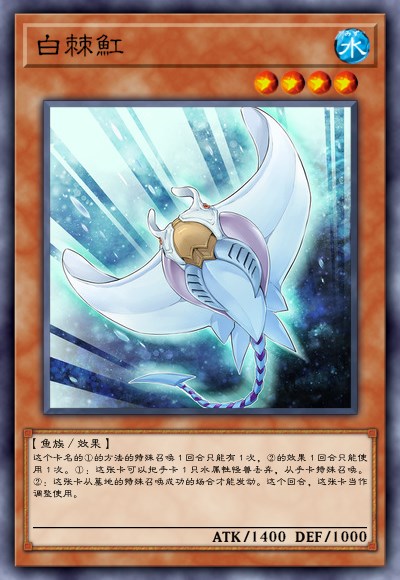 白棘魟
水
【鱼族／效果】
这个卡名的①的方法的特殊召唤1回合只能有1次，②的效果1回合只能使
用1次。①：这张卡可以把手卡1只水属性怪兽丢弃，从手卡特殊召唤。
②：这张卡从墓地的特殊召唤成功的场合才能发动。这个回合，这张卡当作
调整使用。
ATK/1400 DEF/1000